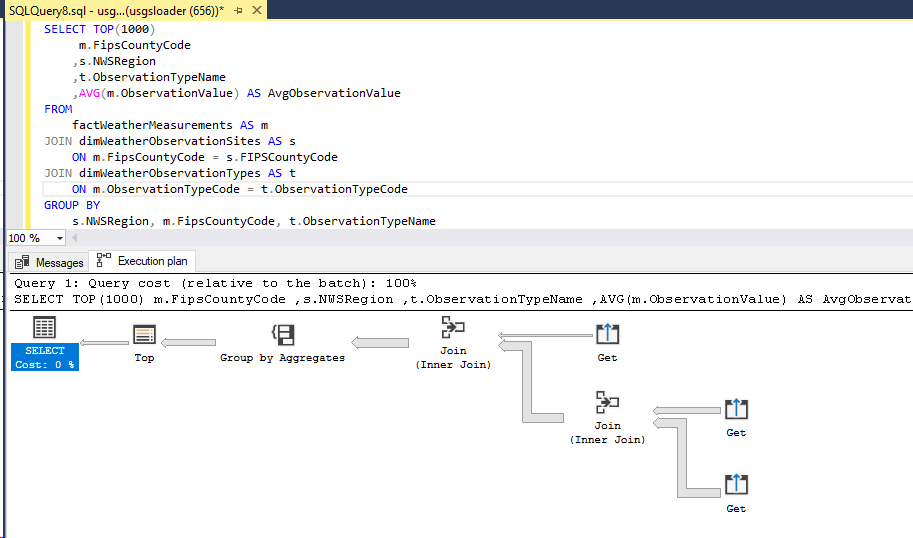 SQLQuery8.sql - usg...(usgsloader (656))*
SELECT TOP(1000)
m.FipsCountyCode
,s.NWSRegion
,t.ObservationTypeName
,AVG(m.ObservationValue) AS AvgObservationValue
FROM
factWeatherMeasurements AS m
JOIN dimWeatherObservationSites AS s
ON m.FipsCountyCode = s.FIPSCountyCode
JOIN dimWeatherObservationTypes AS t
ON m.ObservationTypeCode = t.ObservationTypeCode
GROUP BY
s.NWSRegion, m.FipsCountyCode, t.ObservationTypeName
100 %
Messages Execution plan
Query 1: Query cost (relative to the batch): 100%
SELECT TOP(1000) m.FipsCountyCode ,s.NWSRegion ,t.ObservationTypeName ,AVG(m.ObservationValue) AS AvgObservat
SELECT
Cost: 0 %
Top
Group by Aggregates
Join
(Inner Join)
Get
Join
(Inner Join)
Get
Get